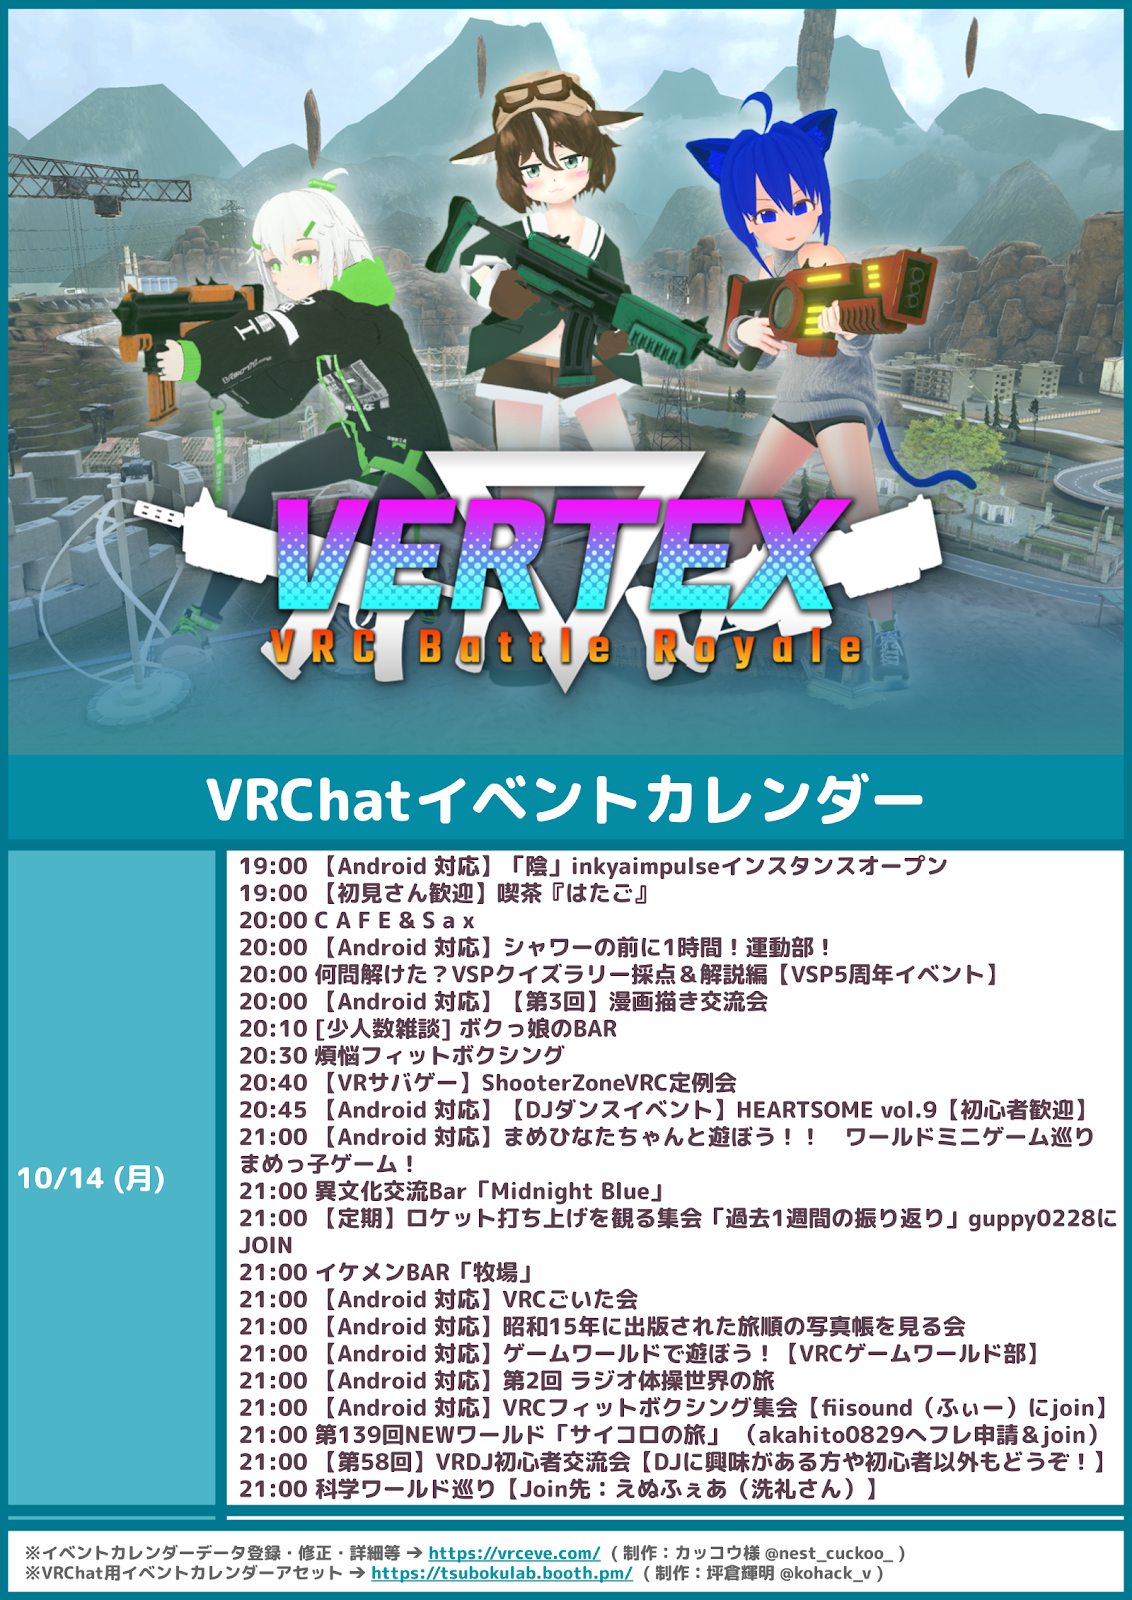 VERTEX
VRC Battle Royale
VRChatイベントカレンダー
10/14 (月)
19:00 【Android 対応】「陰」inkyaimpulseインスタンスオープン
19:00 【初見さん歓迎】喫茶『はたご』
20:00 C A F E & S a x
20:00 【Android 対応】シャワーの前に1時間！運動部！
20:00 何問解けた？VSPクイズラリー採点＆解説編【VSP5周年イベント】
20:00 【Android 対応】【第3回】漫画描き交流会
20:10 [少人数雑談] ボクっ娘のBAR
20:30 煩悩フィットボクシング
20:40 【VRサバゲー】ShooterZoneVRC定例会
20:45 【Android 対応】【DJダンスイベント】HEARTSOME vol.9【初心者歓迎】
21:00 【Android 対応】まめひなたちゃんと遊ぼう！！　ワールドミニゲーム巡り
まめっ子ゲーム！
21:00 異文化交流Bar「Midnight Blue」
21:00 【定期】ロケット打ち上げを観る集会「過去1週間の振り返り」guppy0228に
JOIN
21:00 イケメンBAR「牧場」
21:00 【Android 対応】VRCごいた会
21:00 【Android 対応】昭和15年に出版された旅順の写真帳を見る会
21:00 【Android 対応】ゲームワールドで遊ぼう！【VRCゲームワールド部】
21:00 【Android 対応】第2回 ラジオ体操世界の旅
21:00 【Android 対応】VRCフィットボクシング集会【fiisound（ふぃー）にjoin】
21:00 第139回NEWワールド「サイコロの旅」 （akahito0829へフレ申請＆join）
21:00 【第58回】VRDJ初心者交流会【DJに興味がある方や初心者以外もどうぞ！】
21:00 科学ワールド巡り【Join先：えぬふぇあ（洗礼さん）】
※イベントカレンダーデータ登録・修正・詳細等 → https://vrceve.com/ ( 制作：カッコウ様 @nest_cuckoo_ )
※VRChat用イベントカレンダーアセット → https://tsubokulab.booth.pm/ ( 制作：坪倉輝明 @kohack_v )